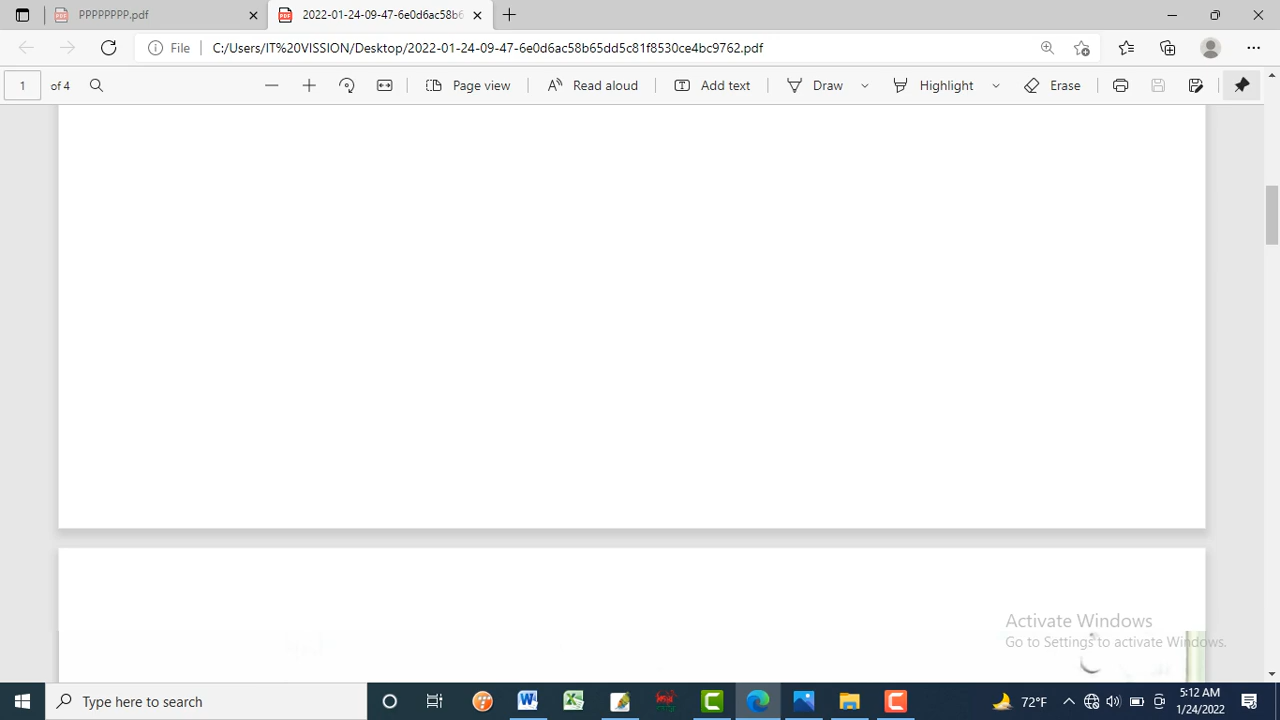 PPPPPPPP.pdf
2022-01-24-09-47-6e0d6ac58b6
File
C:/Users/IT%20VISSION/Desktop/2022-01-24-09-47-6e0d6ac58b65dd5c81f8530ce4bc9762.pdf
1 of 4
Page view
Read aloud
Add text
Draw
Highlight
Erase
Activate Windows
Go to Settings to activate Windows.
Type here to search
72°F
5:12 AM
1/24/2022